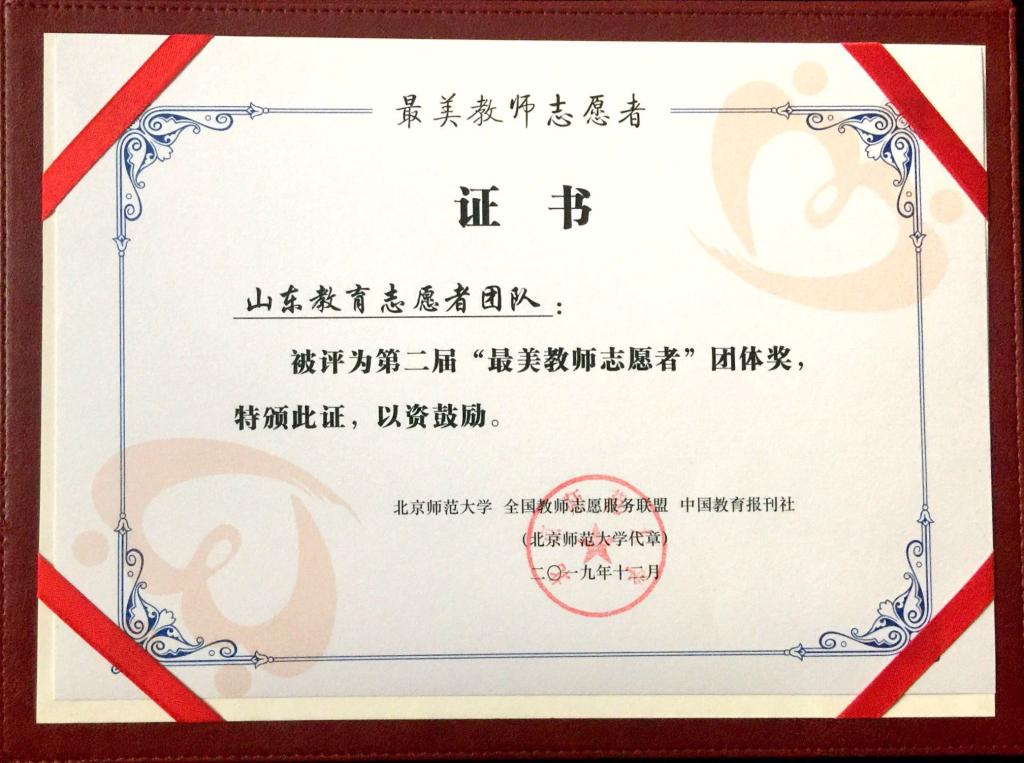 最美教师志愿者
证 书
山东教育志愿者团队：
被评为第二届“最美教师志愿者”团体奖，
特颁此证，以资鼓励。
北京师范大学 全国教师志愿服务联盟 中国教育报刊社
（北京师范大学代章）
二〇一九年十二月